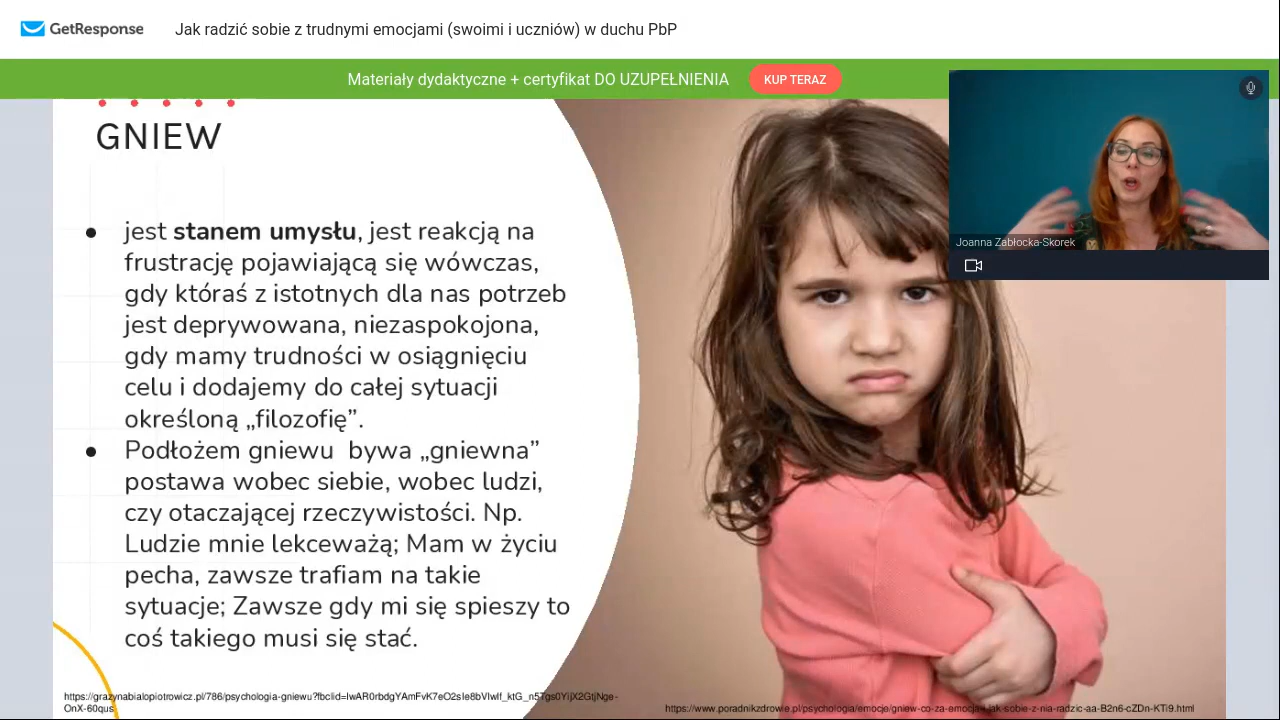 GetResponse
Jak radzić sobie z trudnymi emocjami (swoimi i uczniów) w duchu PbP
Materiały dydaktyczne + certyfikat DO UZUPEŁNIENIA
KUP TERAZ
Joanna Zabłocka-Skorek
GNIEW
● jest stanem umysłu, jest reakcją na
frustrację pojawiającą się wówczas,
gdy któraś z istotnych dla nas potrzeb
jest deprywowana, niezaspokojona,
gdy mamy trudności w osiągnięciu
celu i dodajemy do całej sytuacji
określoną „filozofię”.
● Podłożem gniewu bywa „gniewna”
postawa wobec siebie, wobec ludzi,
czy otaczającej rzeczywistości. Np.
Ludzie mnie lekceważą; Mam w życiu
pecha, zawsze trafiam na takie
sytuacje; Zawsze gdy mi się spieszy to
coś takiego musi się stać.
OnX-60qus